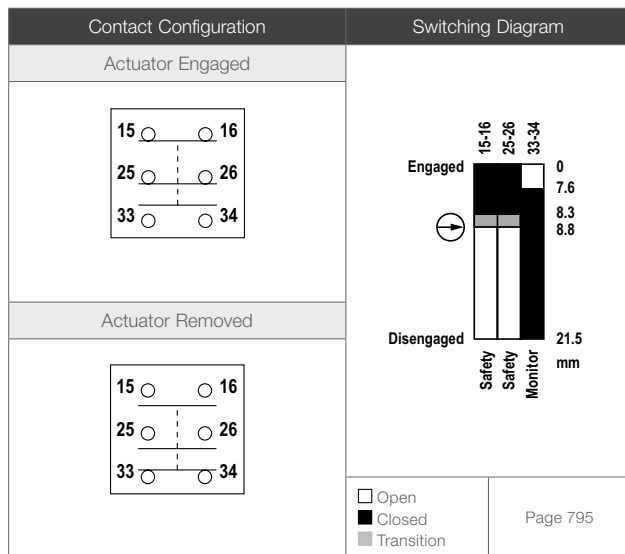 Contact Configuration
Actuator Engaged
15 16
25 26
33 34
Actuator Removed
15 16
25 26
33 34
Switching Diagram
15-16 25-26 33-34
Engaged 0
7.6
8.3
8.8
Disengaged 21.5
mm
Safety Safety Monitor
Open
Closed
Transition
Page 795